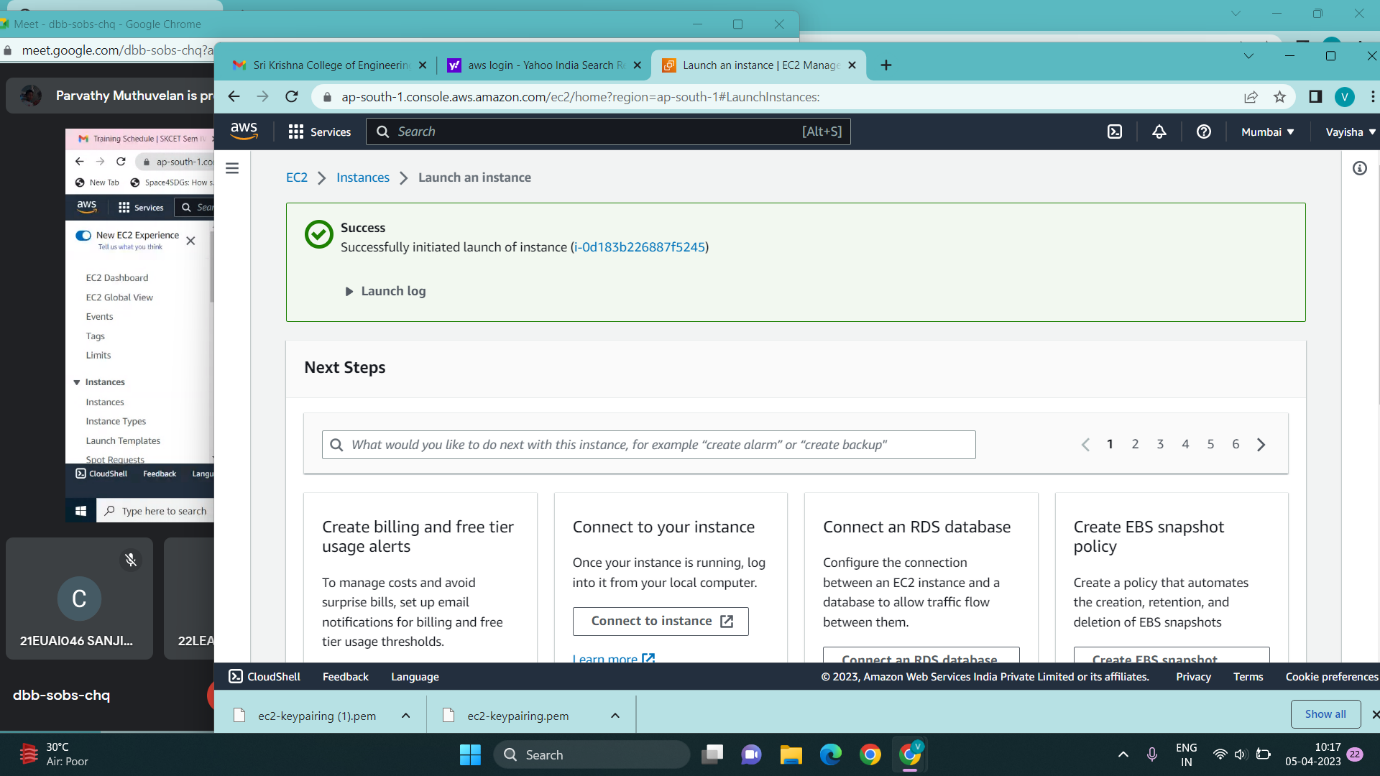 Meet - dbb-sobs-chq - Google Chrome
meet.google.com/dbb-sobs-chq?a
Parvathy Muthuvelan is pr
Training Schedule | SKCET Sem
ap-south-1.co
New Tab
Space4SDGs: How s
aws
Services
New EC2 Experience
Tell us what you think
EC2 Dashboard
EC2 Global View
Events
Tags
Limits
Instances
Instances
Instance Types
Launch Templates
Spot Requests
CloudShell
Feedback
Langu
Type here to search
C
21EUAI046 SANJI...
22LEA
dbb-sobs-chq
Sri Krishna College of Engineerin
aws login - Yahoo India Search R
Launch an instance | EC2 Manage
ap-south-1.console.aws.amazon.com/ec2/home?region=ap-south-1#LaunchInstances:
V
aws
Services
Search
[Alt+S]
Mumbai
Vayisha
EC2
Instances
Launch an instance
Success
Successfully initiated launch of instance (i-0d183b226887f5245)
Launch log
Next Steps
What would you like to do next with this instance, for example “create alarm” or “create backup”
1 2 3 4 5 6
Create billing and free tier
usage alerts
To manage costs and avoid
surprise bills, set up email
notifications for billing and free
tier usage thresholds.
Connect to your instance
Once your instance is running, log
into it from your local computer.
Connect to instance
Learn more
Connect an RDS database
Configure the connection
between an EC2 instance and a
database to allow traffic flow
between them.
Connect an RDS database
Create EBS snapshot
policy
Create a policy that automates
the creation, retention, and
deletion of EBS snapshots
Create EBS snapshot
CloudShell
Feedback
Language
© 2023, Amazon Web Services India Private Limited or its affiliates.
Privacy
Terms
Cookie preferences
ec2-keypairing (1).pem
ec2-keypairing.pem
Show all
30°C
Air: Poor
Search
V
ENG
IN
10:17
05-04-2023
22